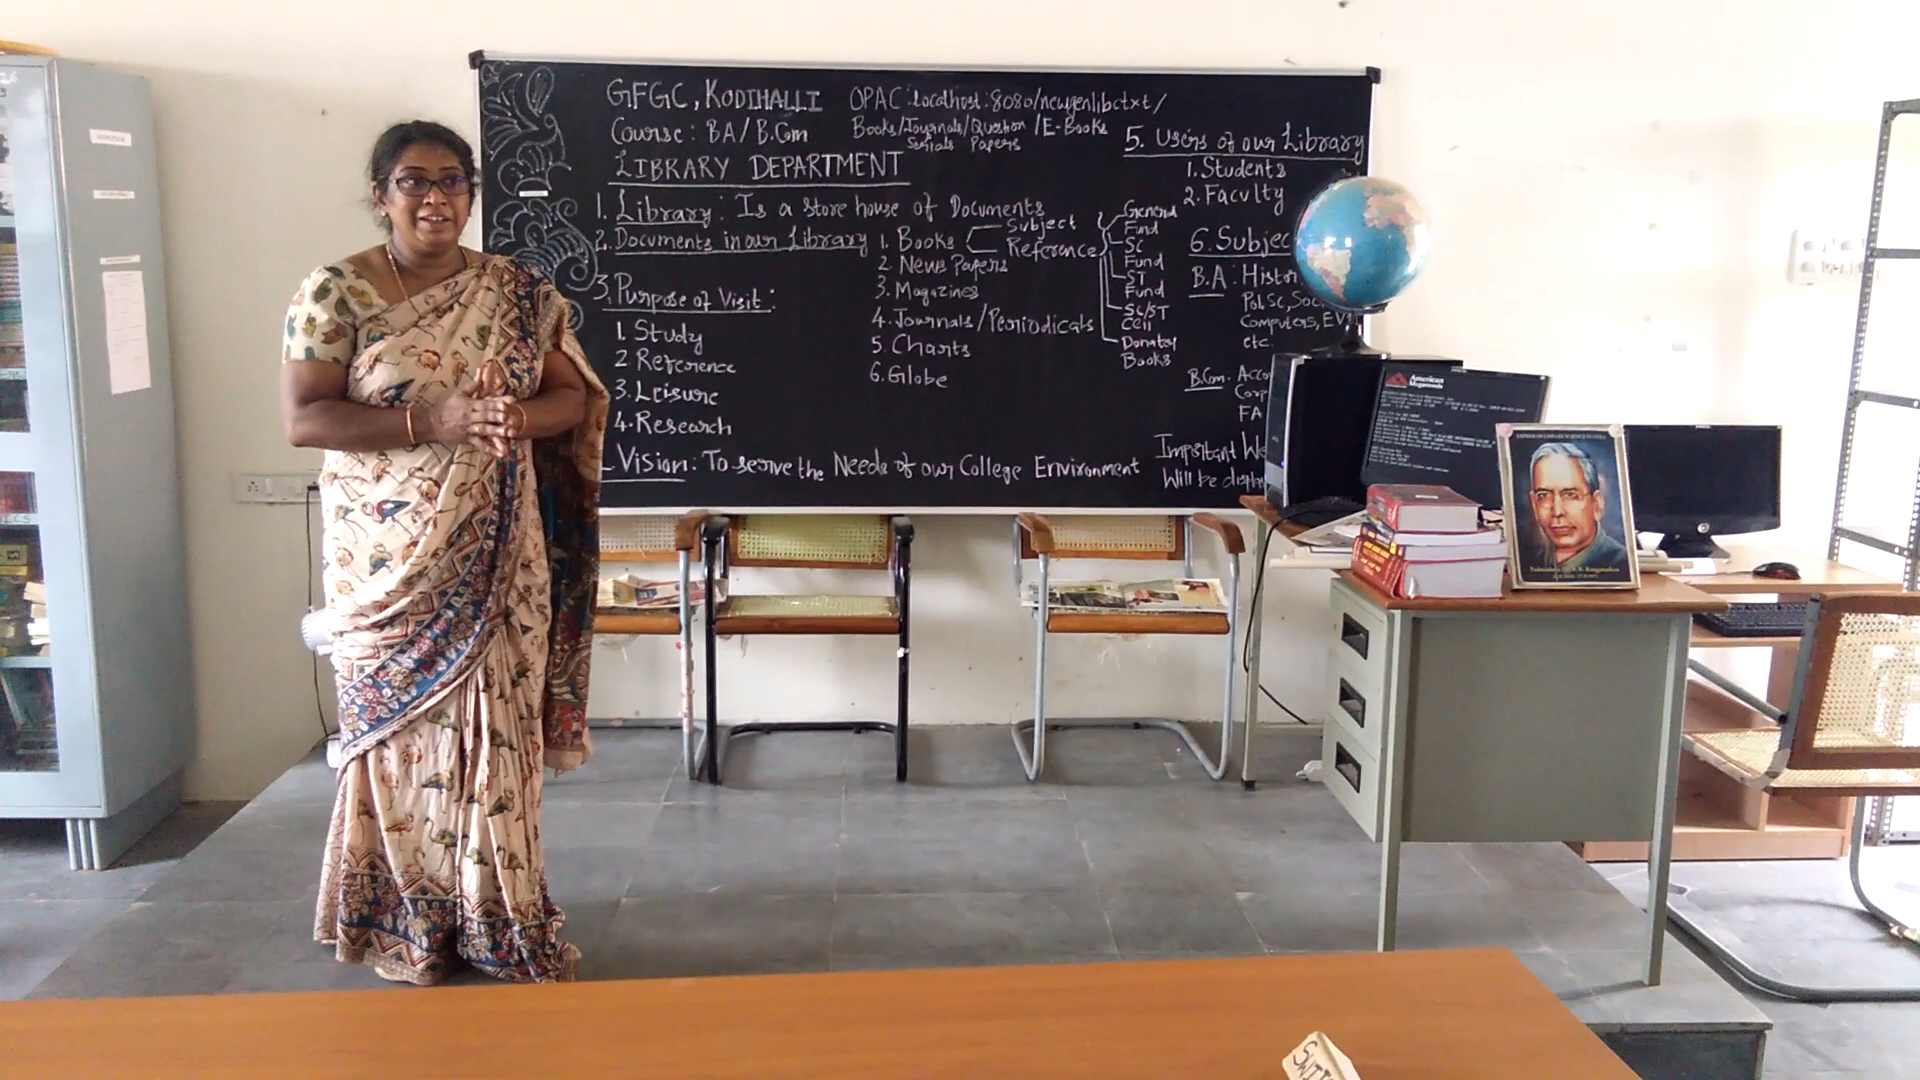 GFGC, KODIHALLI
Course: BA/B.Com
LIBRARY DEPARTMENT
OPAC: localhost:8080/newgenlibctxt/
Books/Journals/Question/E-Books
Serials Papers
1. Library: Is a Store house of Documents
2. Documents in our Library
1. Books
Subject
Reference
General
Fund
SC
Fund
ST
Fund
SC/ST
Cell
Donated
Books
2. News Papers
3. Magazines
4. Journals/Periodicals
5. Charts
6. Globe
3. Purpose of Visit:
1. Study
2 Reference
3. Leisure
4. Research
Vision: To serve the Needs of our College Environment
5. Users of our Library
1. Students
2. Faculty
6. Subjec
B.A: Histor
Pol.Sc, Soc
Computers, EV
etc.
B.Com. Acco
Corp
FA
Important We
Will be displa
American
Megatrends